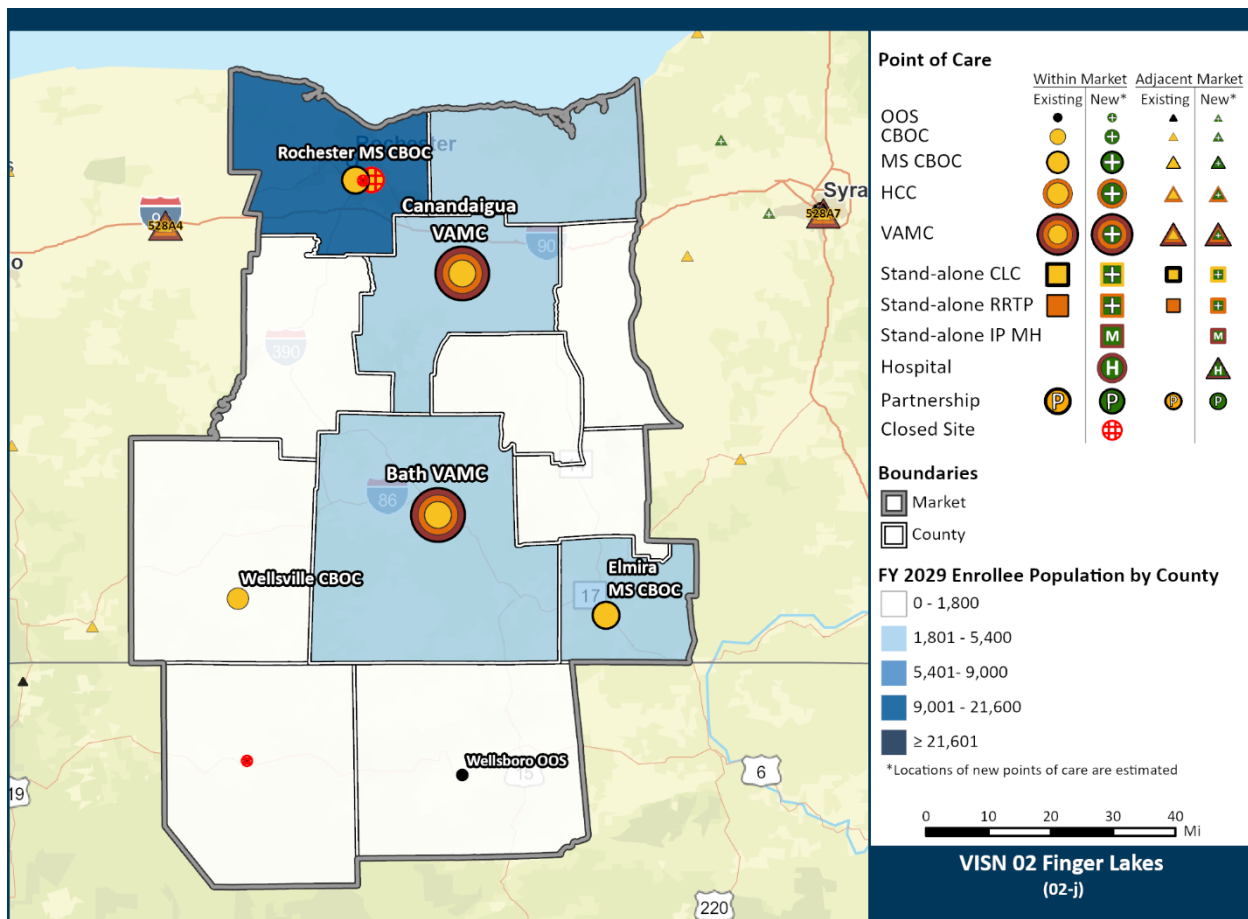 Rochester
Rochester MS CBOC
Syra
9
528A4
528A7
Canandaigua
VAMC
90
o
390
Bath VAMC
86
Wellsville CBOC
Elmira
MS CBOC
17
Wellsboro OOS
15
6
19
220
Point of Care
Within Market Adjacent Market
Existing New* Existing New*
OOS
CBOC
MS CBOC
HCC
VAMC
Stand-alone CLC
Stand-alone RRTP
Stand-alone IP MH
M M
Hospital
H H
Partnership
P P P P
Closed Site
Boundaries
Market
County
FY 2029 Enrollee Population by County
0 - 1,800
1,801 - 5,400
5,401- 9,000
9,001 - 21,600
≥ 21,601
*Locations of new points of care are estimated
0 10 20 30 40
Mi
VISN 02 Finger Lakes
(02-j)